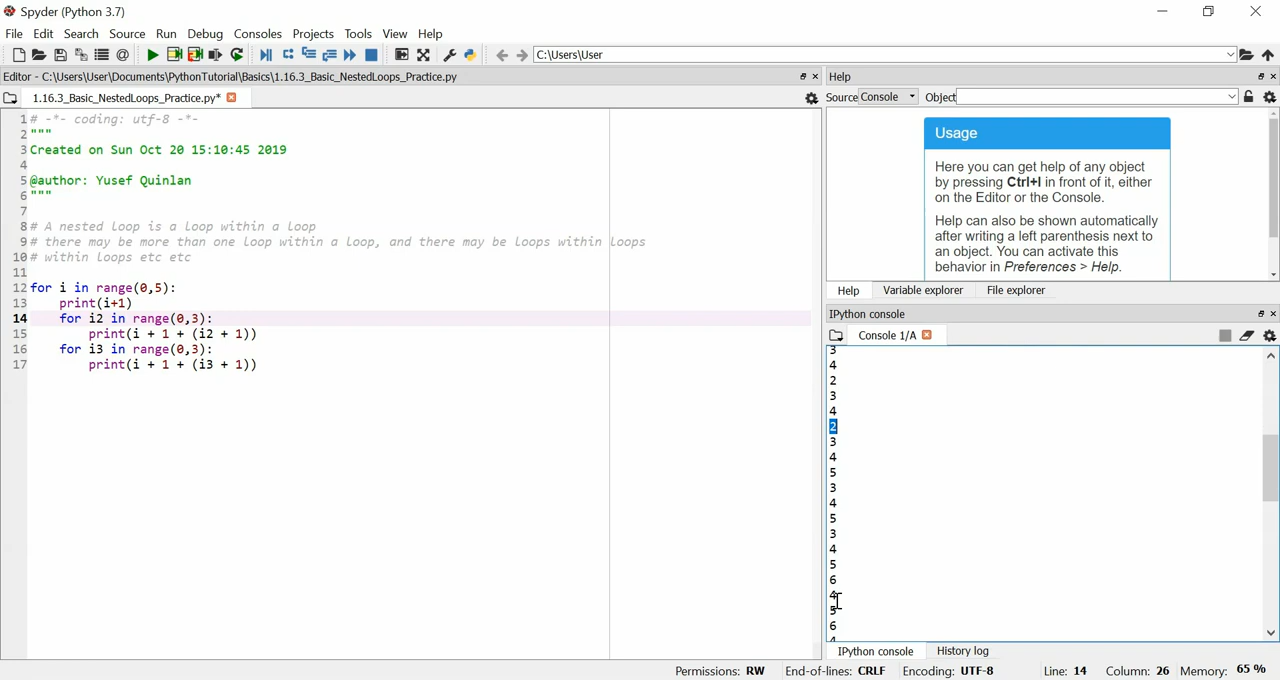 Spyder (Python 3.7)
File Edit Search Source Run Debug Consoles Projects Tools View Help
C:\Users\User
Editor - C:\Users\User\Documents\PythonTutorial\Basics\1.16.3_Basic_NestedLoops_Practice.py
1.16.3_Basic_NestedLoops_Practice.py*
1 # -*- coding: utf-8 -*-
2 """
3 Created on Sun Oct 20 15:10:45 2019
4
5 @author: Yusef Quinlan
6 """
7
8 # A nested loop is a loop within a loop
9 # there may be more than one loop within a loop, and there may be loops within loops
10 # within loops etc etc
11
12 for i in range(0,5):
13     print(i+1)
14     for i2 in range(0,3):
15         print(i + 1 + (i2 + 1))
16     for i3 in range(0,3):
17         print(i + 1 + (i3 + 1))
Help
Source Console Object
Usage
Here you can get help of any object
by pressing Ctrl+I in front of it, either
on the Editor or the Console.
Help can also be shown automatically
after writing a left parenthesis next to
an object. You can activate this
behavior in Preferences > Help.
Help Variable explorer File explorer
IPython console
Console 1/A
3
4
2
3
4
2
3
4
5
3
4
5
3
4
5
6
4
5
6
4
IPython console History log
Permissions: RW End-of-lines: CRLF Encoding: UTF-8 Line: 14 Column: 26 Memory: 65 %